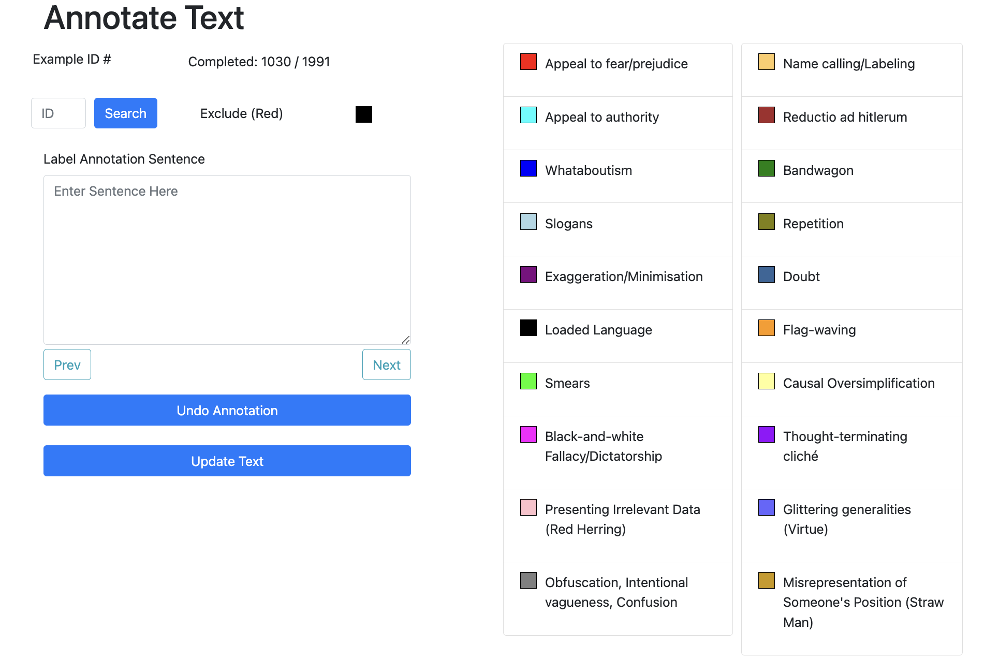 Annotate Text
Example ID #
Completed: 1030 / 1991
ID
Search
Exclude (Red)
Label Annotation Sentence
Enter Sentence Here
Prev
Next
Undo Annotation
Update Text
Appeal to fear/prejudice
Appeal to authority
Whataboutism
Slogans
Exaggeration/Minimisation
Loaded Language
Smears
Black-and-white
Fallacy/Dictatorship
Presenting Irrelevant Data
(Red Herring)
Obfuscation, Intentional
vagueness, Confusion
Name calling/Labeling
Reductio ad hitlerum
Bandwagon
Repetition
Doubt
Flag-waving
Causal Oversimplification
Thought-terminating
cliché
Glittering generalities
(Virtue)
Misrepresentation of
Someone's Position (Straw
Man)